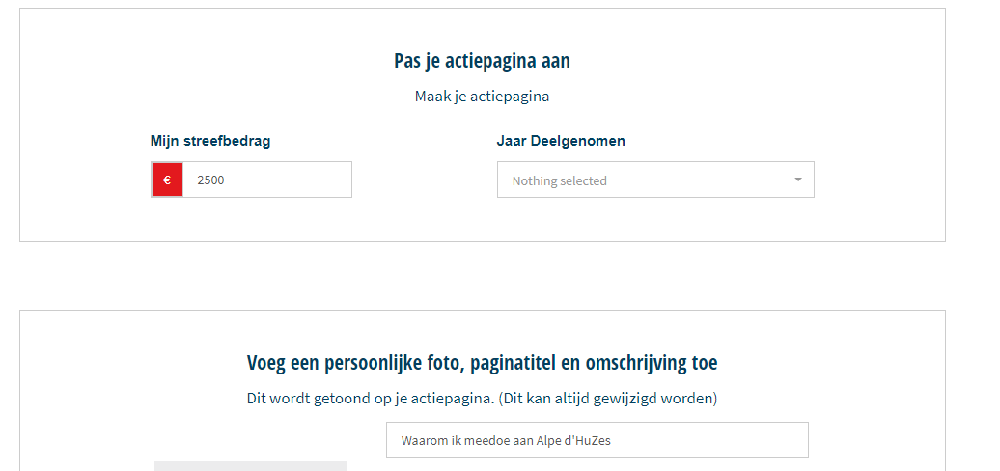 Pas je actiepagina aan
Maak je actiepagina
Mijn streefbedrag
€ 2500
Jaar Deelgenomen
Nothing selected
Voeg een persoonlijke foto, paginatitel en omschrijving toe
Dit wordt getoond op je actiepagina. (Dit kan altijd gewijzigd worden)
Waarom ik meedoe aan Alpe d'HuZes